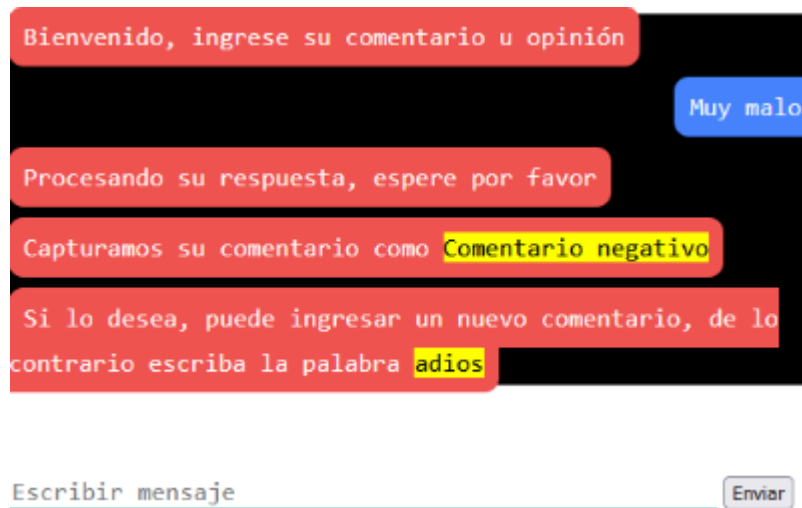 Bienvenido, ingrese su comentario u opinión
Muy malo
Procesando su respuesta, espere por favor
Capturamos su comentario como Comentario negativo
Si lo desea, puede ingresar un nuevo comentario, de lo
contrario escriba la palabra adios
Escribir mensaje
Enviar